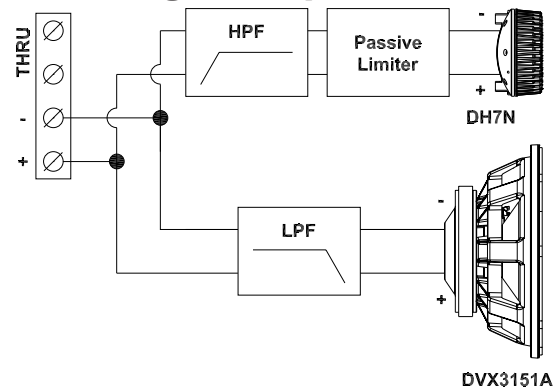 THRU
-
+
HPF
Passive
Limiter
-
+
DH7N
LPF
-
+
DVX3151A